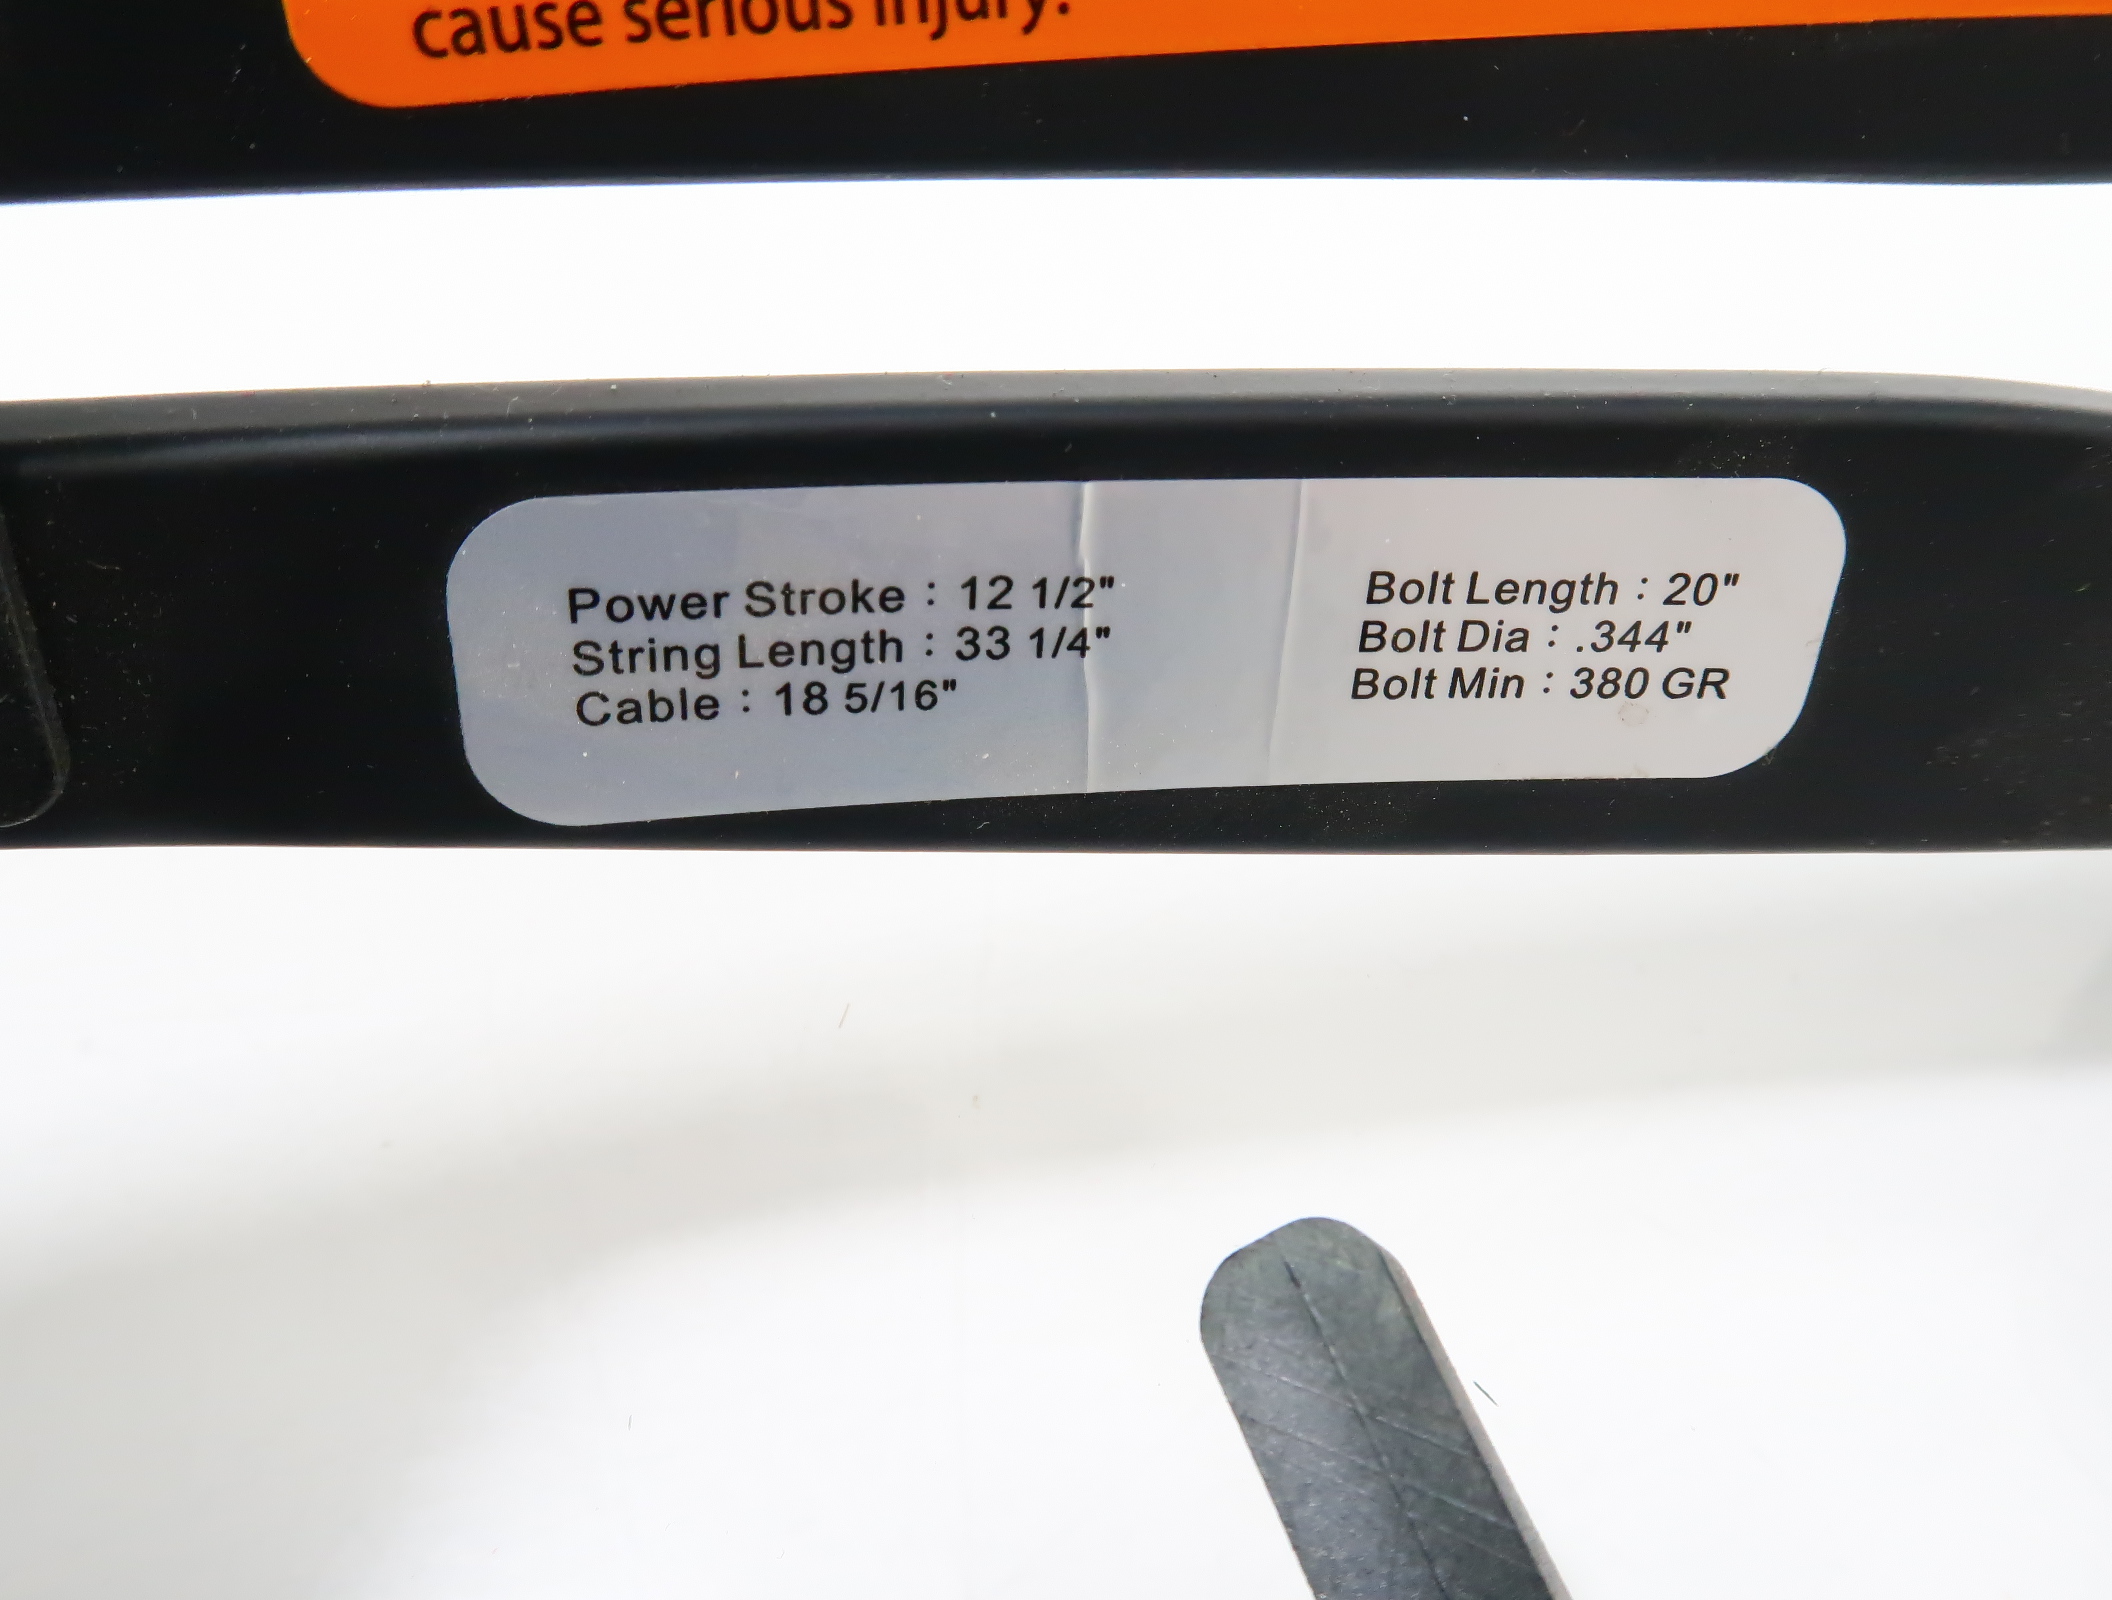 cause serious injury.
Power Stroke : 12 1/2"
String Length : 33 1/4"
Cable : 18 5/16"
Bolt Length : 20"
Bolt Dia : .344"
Bolt Min : 380 GR